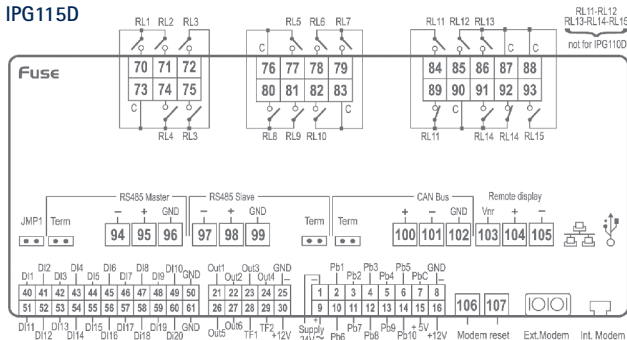 IPG115D
RL1 RL2 RL3
RL5 RL6 RL7
RL11 RL12 RL13
RL11-RL12
RL13-RL14-RL15
not for IPG110D
Fuse
C
C C
70 71 72
76 77 78 79
84 85 86 87 88
73 74 75
80 81 82 83
89 90 91 92 93
C
C
C
RL4 RL3
RL8 RL9 RL10
RL11 RL14 RL14 RL15
RS485 Master
RS485 Slave
CAN Bus
Remote display
JMP1 Term
− + GND
− + GND
Term Term
+ − GND
Vnr + −
94 95 96
97 98 99
100 101 102 103 104 105
DI1 DI2 DI3 DI4 DI5 DI6 DI7 DI8 DI9 DI10 GND
40 41 42 43 44 45 46 47 48 49 50
51 52 53 54 55 56 57 58 59 60 61
DI11 DI12 DI13 DI14 DI15 DI16 DI17 Di18 DI19 Di20 GND
Out1 Out2 Out3 Out4 GND
21 22 23 24 25
26 27 28 29 30
Out5 Out6 TF1 TF2 +12V
−
Pb1 Pb2 Pb3 Pb4 Pb5 PbC GND
1 2 3 4 5 6 7 8
9 10 11 12 13 14 15 16
Supply
24V
Pb6 Pb7 Pb8 Pb9 Pb10 +5V +12V
106 107
Modem reset
Ext.Modem
Int. Modem